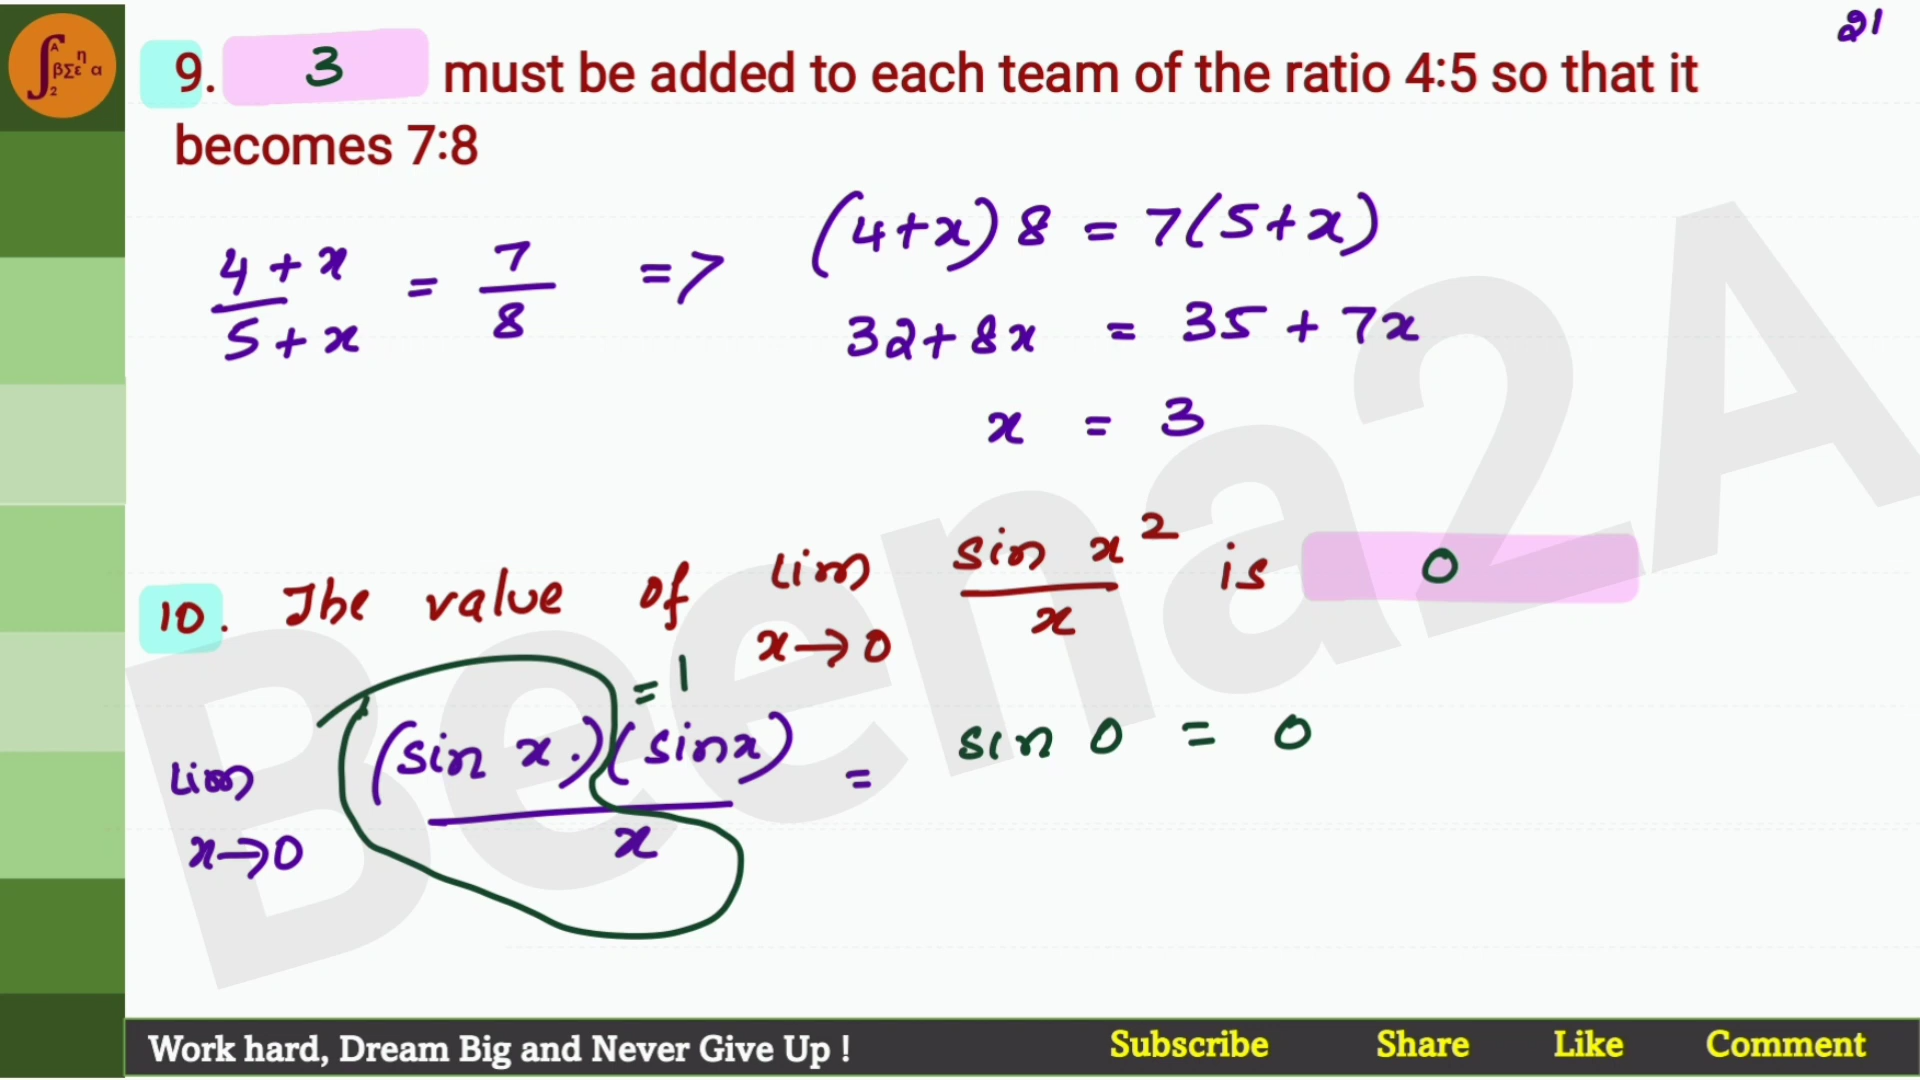 21
9. 3 must be added to each team of the ratio 4:5 so that it
becomes 7:8
(4+x) 8 = 7(5+x)
4+x / 5+x = 7/8 =>
32+8x = 35+7x
x = 3
10. The value of lim x→0 sin x² / x is 0
= 1
lim x→0 (sin x.)(sin x) / x = sin 0 = 0
Beena2A
Work hard, Dream Big and Never Give Up ! Subscribe Share Like Comment